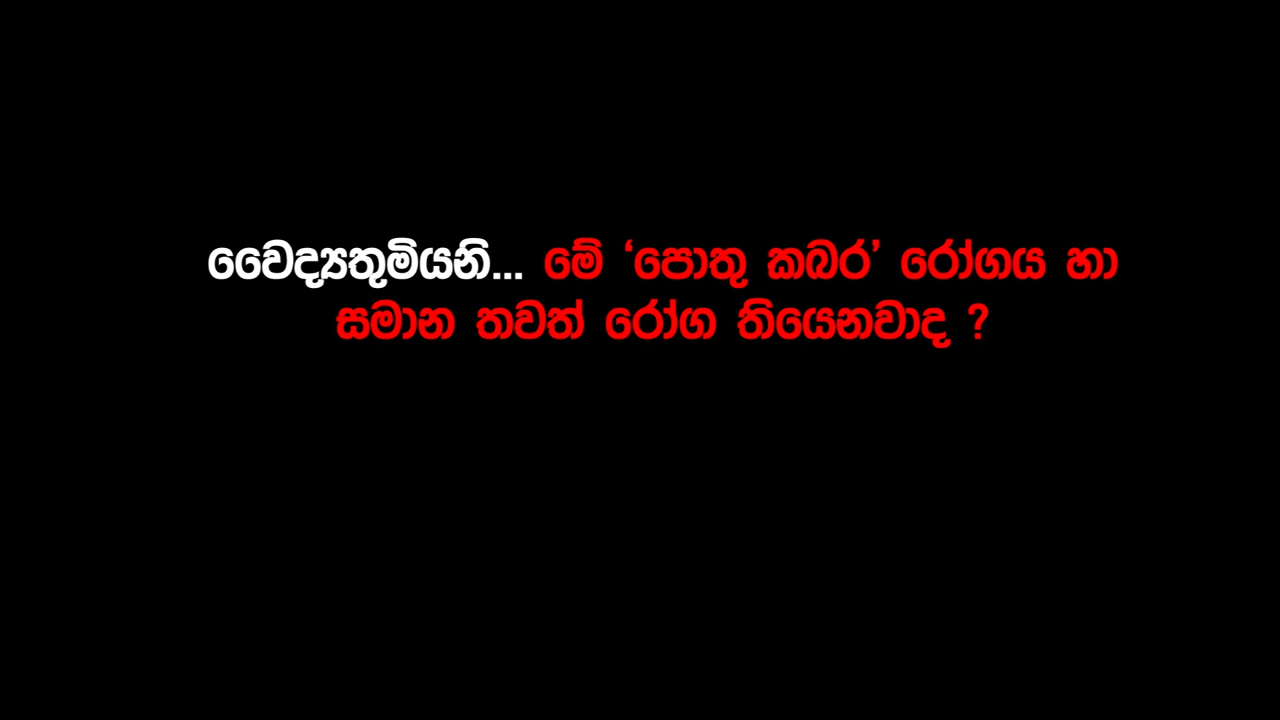 වෛද්‍යතුමියනි... මේ ‘පොතු කබර’ රෝගය හා
සමාන තවත් රෝග තියෙනවාද ?